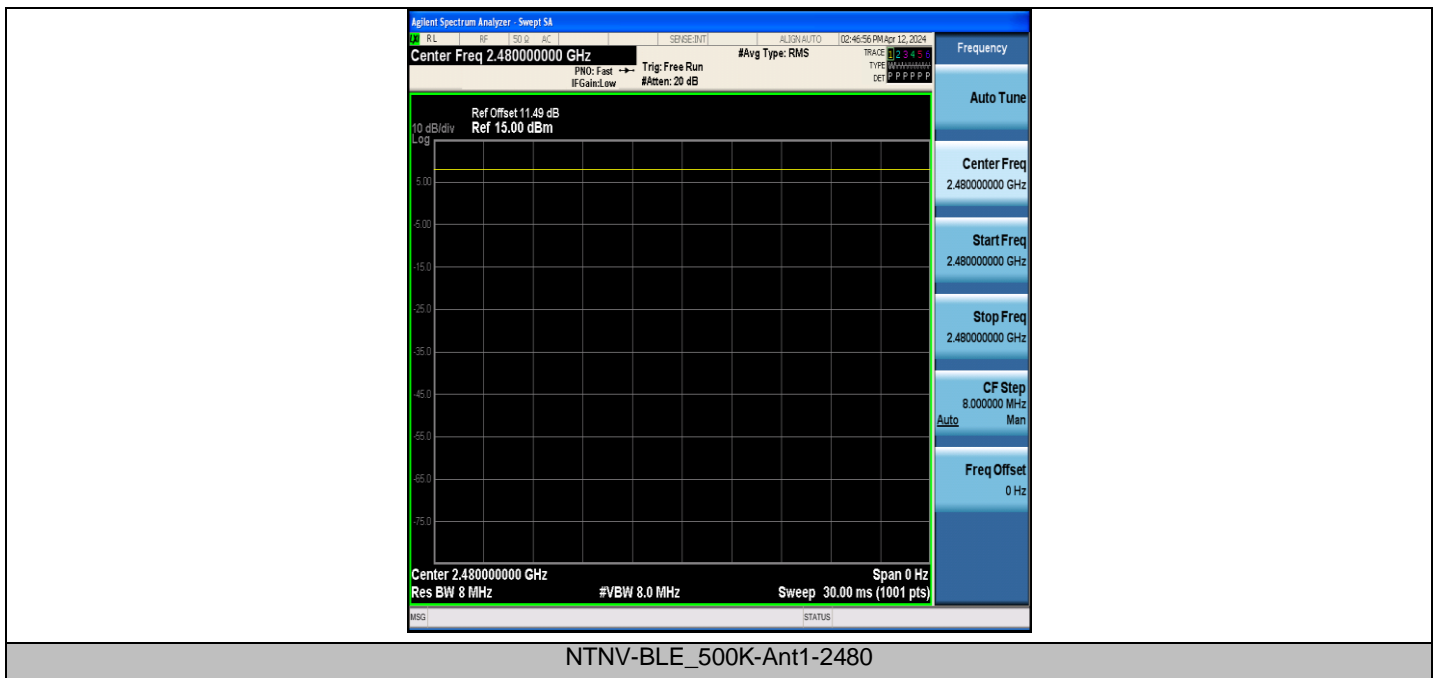 Agilent Spectrum Analyzer - Swept SA
RL RF 50 Ω AC SENSE:INT ALIGN AUTO 02:46:56 PM Apr 12, 2024
Center Freq 2.480000000 GHz
#Avg Type: RMS
TRACE 1 2 3 4 5 6
PNO: Fast
Trig: Free Run
TYPE
IFGain:Low
#Atten: 20 dB
DET P P P P P P
Ref Offset 11.49 dB
10 dB/div Ref 15.00 dBm
Log
5.00
-5.00
-15.0
-25.0
-35.0
-45.0
-55.0
-65.0
-75.0
Center 2.480000000 GHz Span 0 Hz
Res BW 8 MHz #VBW 8.0 MHz Sweep 30.00 ms (1001 pts)
MSG STATUS
Frequency
Auto Tune
Center Freq
2.480000000 GHz
Start Freq
2.480000000 GHz
Stop Freq
2.480000000 GHz
CF Step
8.000000 MHz
Auto Man
Freq Offset
0 Hz
NTNV-BLE_500K-Ant1-2480